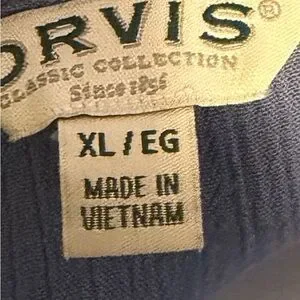 ORVIS®
CLASSIC COLLECTION
Since 1856
XL / EG
MADE IN
VIETNAM